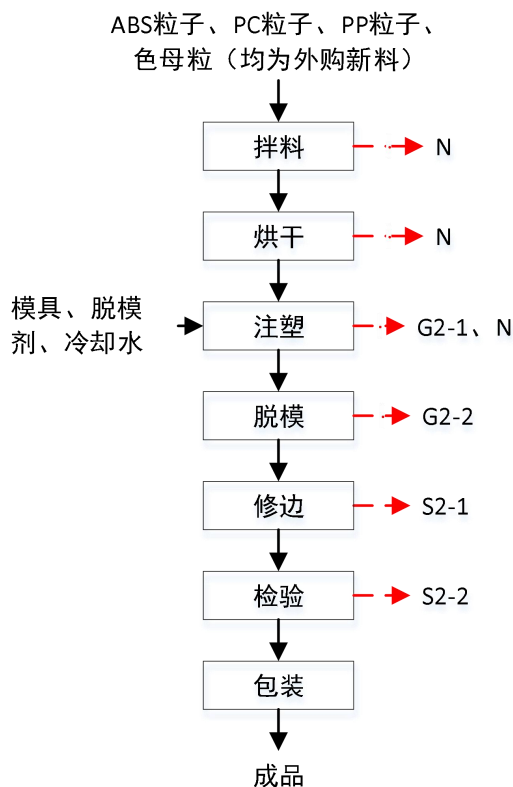 ABS粒子、PC粒子、PP粒子、
色母粒（均为外购新料）
拌料
N
烘干
N
模具、脱模
剂、冷却水
注塑
G2-1、N
脱模
G2-2
修边
S2-1
检验
S2-2
包装
成品